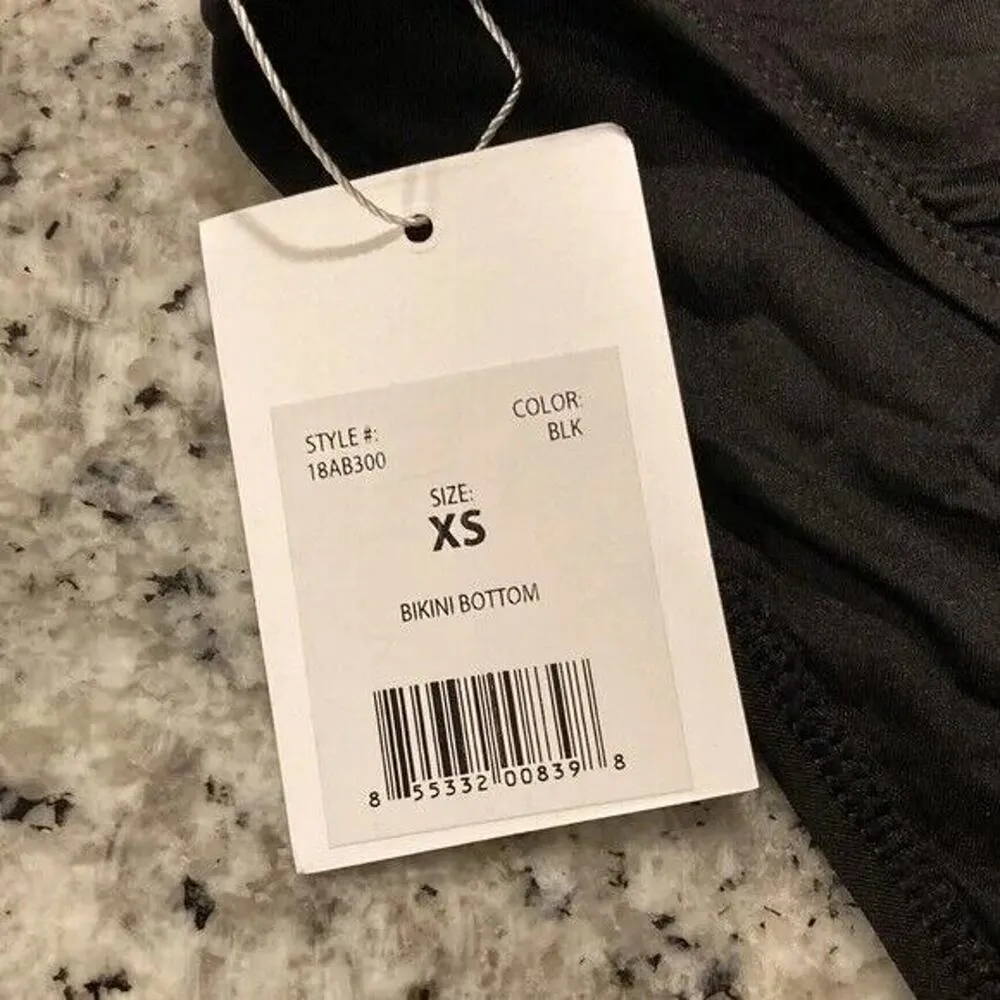 STYLE #:
18AB300
COLOR:
BLK
SIZE:
XS
BIKINI BOTTOM
8 55332 00839 8